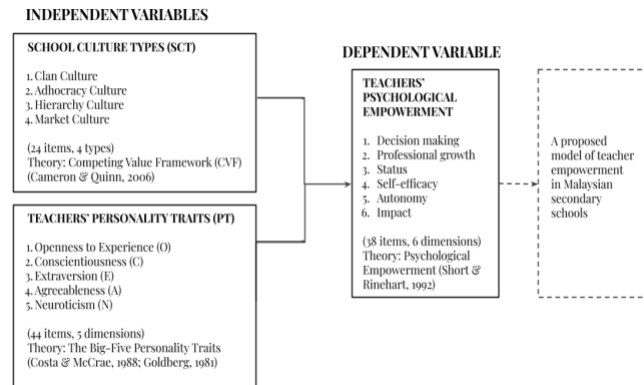 INDEPENDENT VARIABLES
SCHOOL CULTURE TYPES (SCT)
1. Clan Culture
2. Adhocracy Culture
3. Hierarchy Culture
4. Market Culture
(24 items, 4 types)
Theory: Competing Value Framework (CVF)
(Cameron & Quinn, 2006)
TEACHERS' PERSONALITY TRAITS (PT)
1. Openness to Experience (O)
2. Conscientiousness (C)
3. Extraversion (E)
4. Agreeableness (A)
5. Neuroticism (N)
(44 items, 5 dimensions)
Theory: The Big-Five Personality Traits
(Costa & McCrae, 1988; Goldberg, 1981)
DEPENDENT VARIABLE
TEACHERS'
PSYCHOLOGICAL
EMPOWERMENT
1. Decision making
2. Professional growth
3. Status
4. Self-efficacy
5. Autonomy
6. Impact
(38 items, 6 dimensions)
Theory: Psychological
Empowerment (Short &
Rinehart, 1992)
A proposed
model of teacher
empowerment
in Malaysian
secondary
schools